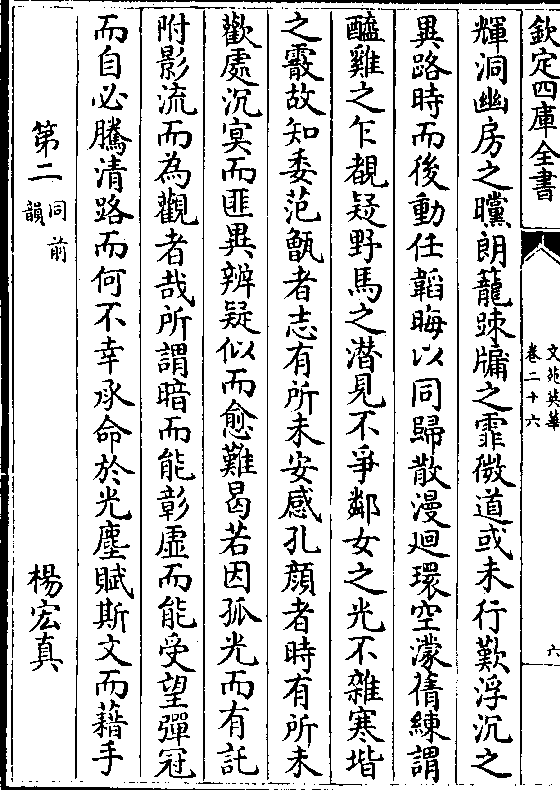 欽定四庫全書
文苑英華
卷二十六
六
輝洞幽房之曭朗籠踈牗之霏微道或未行歎浮沉之
異路時而後動任韜晦以同歸散漫迴環空濛蒨練謂
醯雞之乍覩疑野馬之潜見不爭鄰女之光不雜寒堦
之霰故知委范甑者志有所未安感孔顔者時有所未
歡處沉寞而匪異辨疑似而愈難曷若因孤光而有託
附影流而為觀者哉所謂暗而能彰虛而能受望彈冠
而自必騰清路而何不幸承命於光塵賦斯文而藉手
第二 同前韻 楊宏真